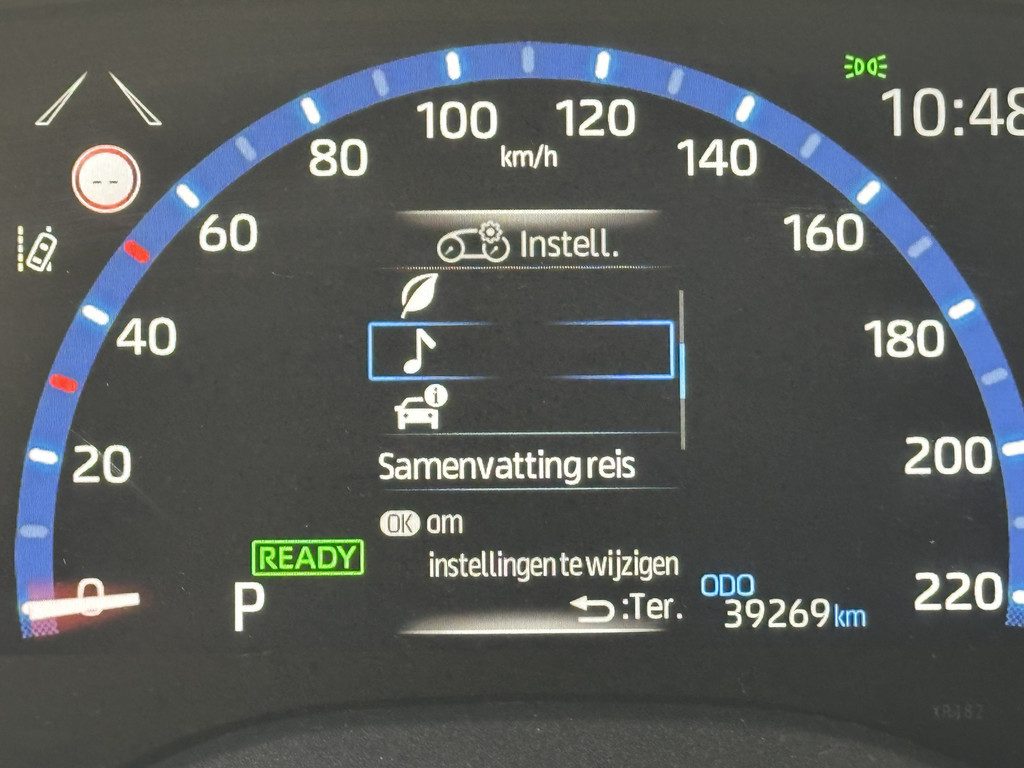 100 120
10:48
80 km/h 140
60 160
Instell.
40 180
i
20 200
Samenvatting reis
OK om
READY
instellingen te wijzigen
0 220
P
:Ter.
ODO
39269 km